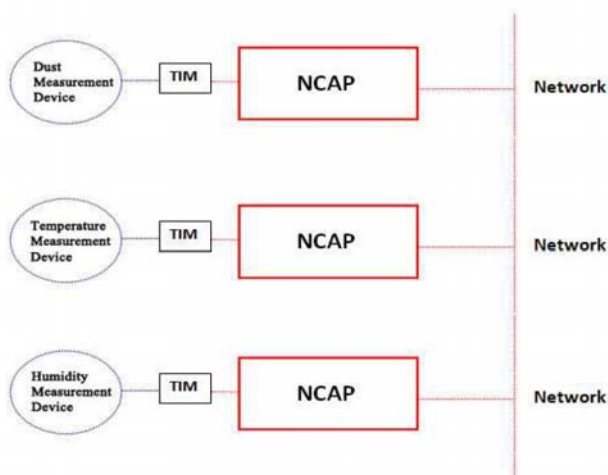 Dust
Measurement
Device
TIM
NCAP
Network
Temperature
Measurement
Device
TIM
NCAP
Network
Humidity
Measurement
Device
TIM
NCAP
Network